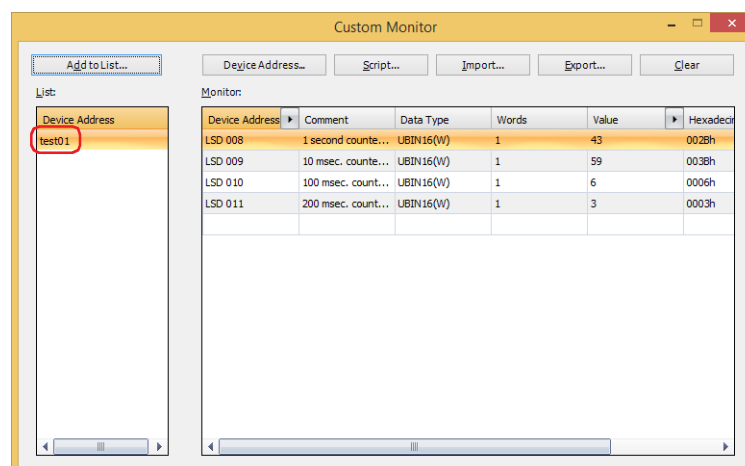 Custom Monitor
Add to List... Device Address... Script... Import... Export... Clear
List: Monitor:
Device Address
test01
Device Address Comment Data Type Words Value Hexadecir
LSD 008 1 second counte... UBIN16(W) 1 43 002Bh
LSD 009 10 msec. counte... UBIN16(W) 1 59 003Bh
LSD 010 100 msec. count... UBIN16(W) 1 6 0006h
LSD 011 200 msec. count... UBIN16(W) 1 3 0003h